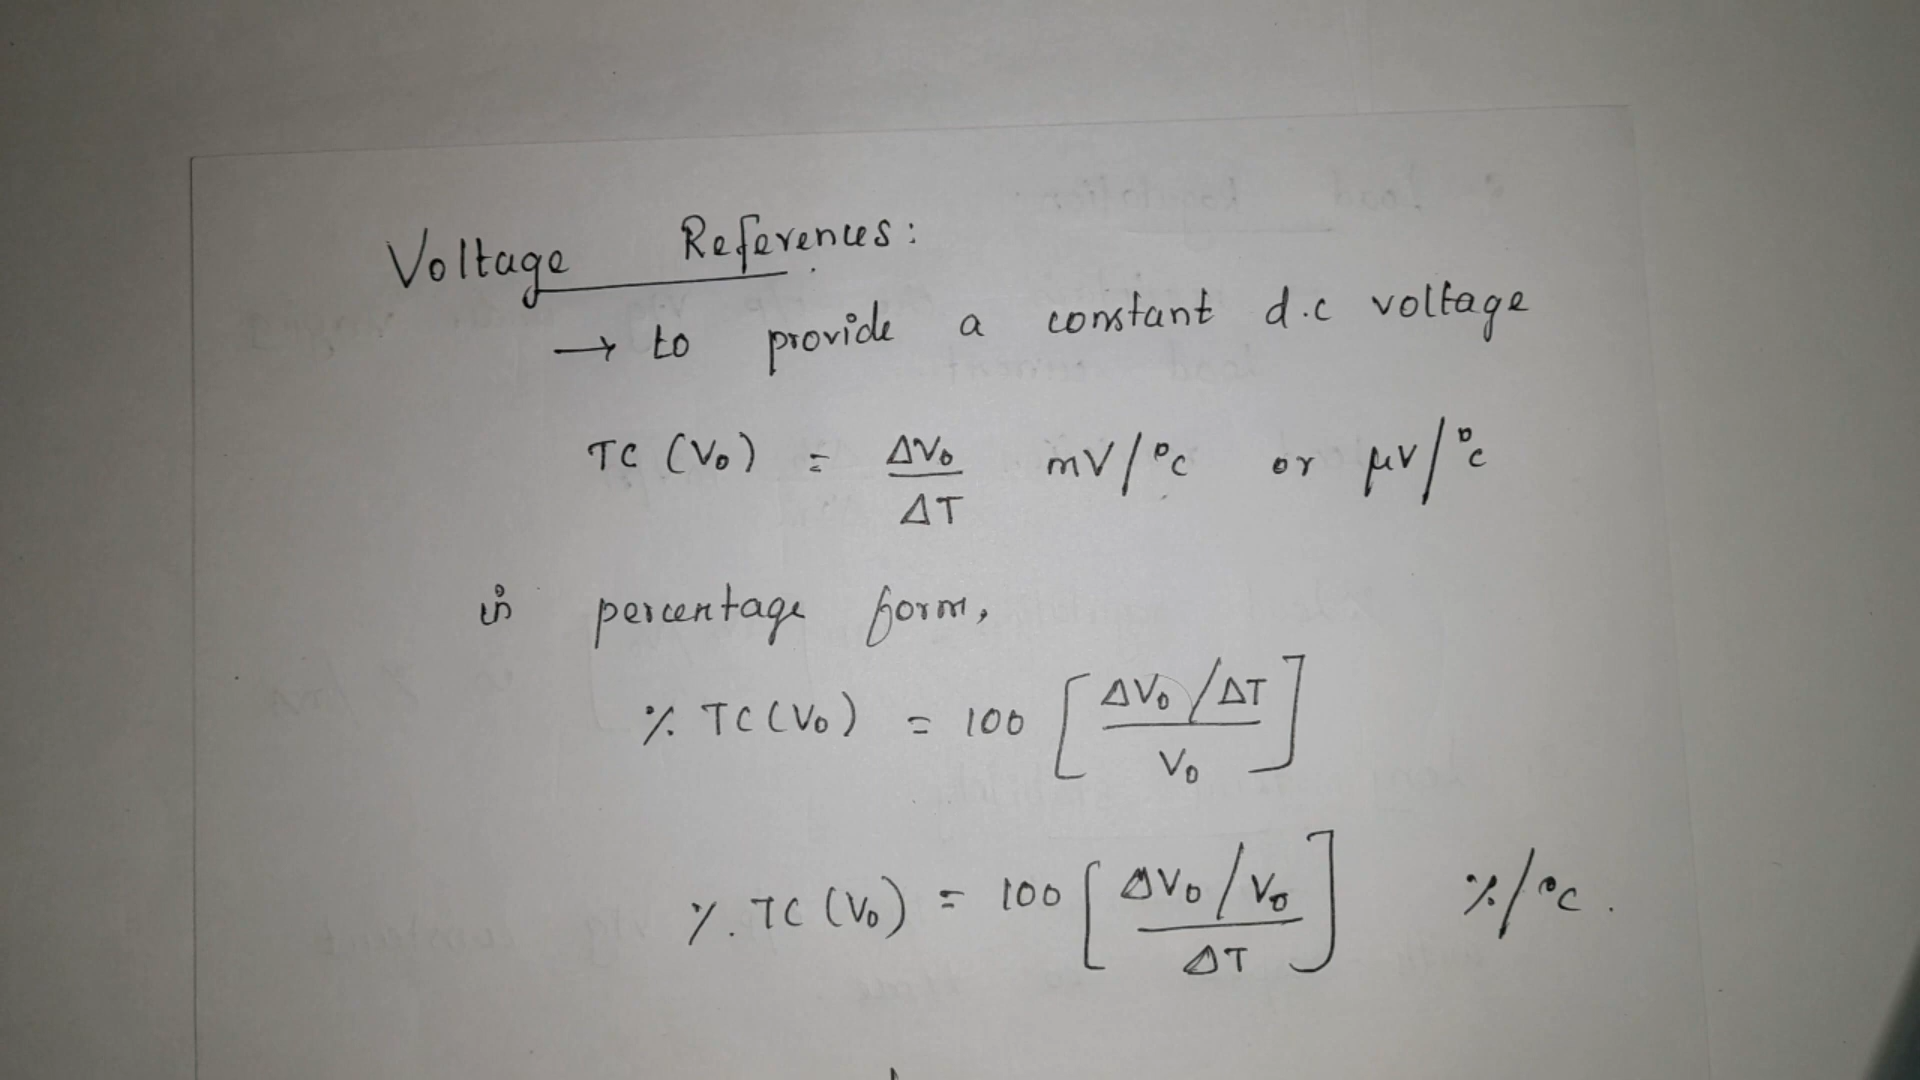 Voltage References:
→ to provide a constant d.c voltage
TC (V₀) = ΔV₀ / ΔT mV/°c or μv/°c
in percentage form,
% TC(V₀) = 100 [ (ΔV₀/ΔT) / V₀ ]
% TC (V₀) = 100 [ (ΔV₀/V₀) / ΔT ] %/°c.